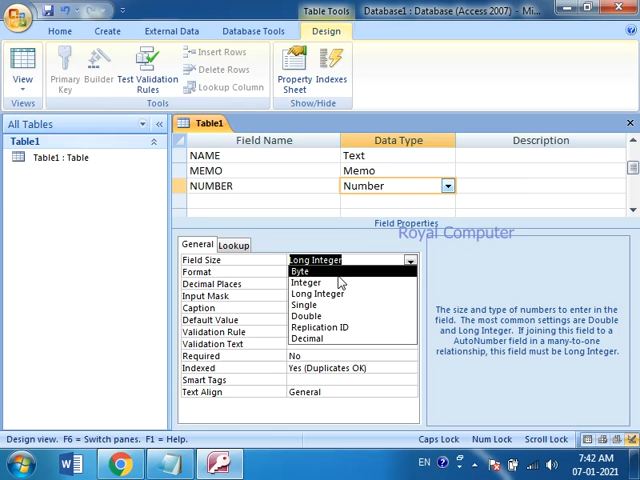 Table Tools
Database1 : Database (Access 2007) - Mi...
Home
Create
External Data
Database Tools
Design
View
Views
Primary Key
Builder
Test Validation Rules
Insert Rows
Delete Rows
Lookup Column
Tools
Property Sheet
Indexes
Show/Hide
All Tables
Table1
Table1 : Table
Table1
Field Name
Data Type
Description
NAME
Text
MEMO
Memo
NUMBER
Number
Field Properties
Royal Computer
General
Lookup
Field Size
Long Integer
Format
Byte
Decimal Places
Integer
Input Mask
Long Integer
Caption
Single
Default Value
Double
Validation Rule
Replication ID
Validation Text
Decimal
Required
No
Indexed
Yes (Duplicates OK)
Smart Tags
Text Align
General
The size and type of numbers to enter in the
field. The most common settings are Double
and Long Integer. If joining this field to a
AutoNumber field in a many-to-one
relationship, this field must be Long Integer.
Design view. F6 = Switch panes. F1 = Help.
Caps Lock
Num Lock
Scroll Lock
EN
7:42 AM
07-01-2021